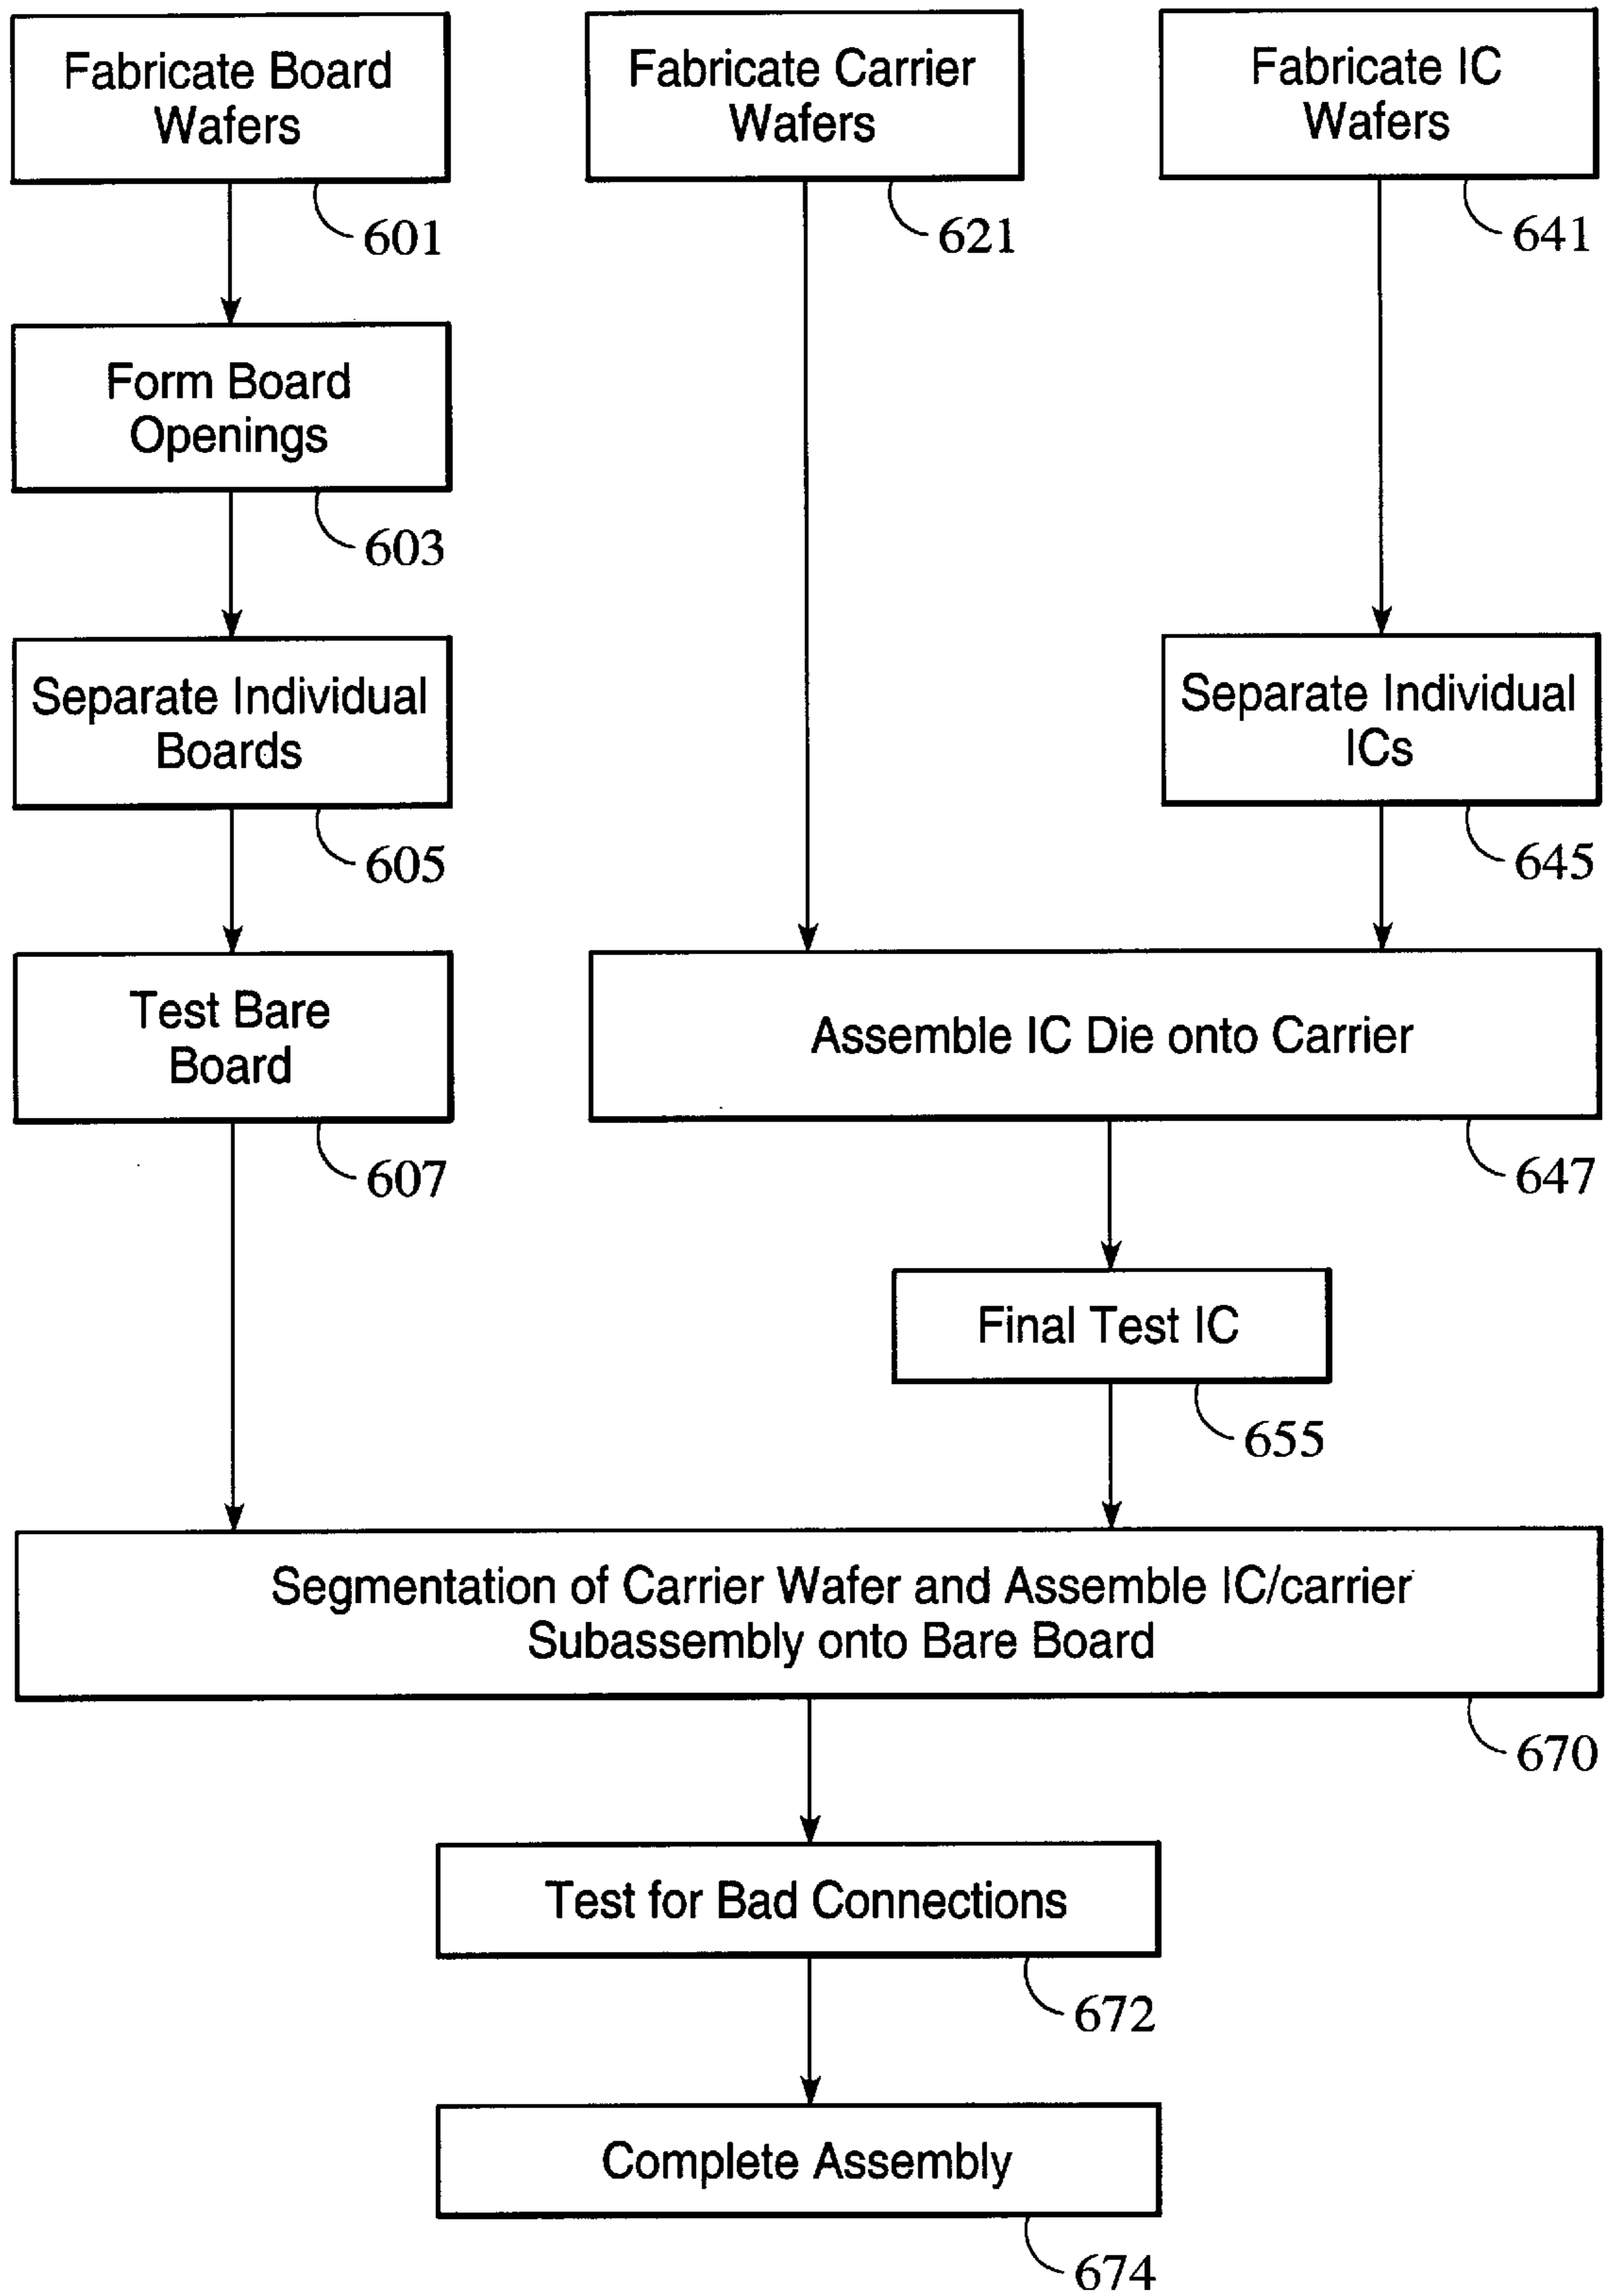 Fabricate Board
Wafers
601
Fabricate Carrier
Wafers
621
Fabricate IC
Wafers
641
Form Board
Openings
603
Separate Individual
Boards
605
Separate Individual
ICs
645
Test Bare
Board
607
Assemble IC Die onto Carrier
647
Final Test IC
655
Segmentation of Carrier Wafer and Assemble IC/carrier
Subassembly onto Bare Board
670
Test for Bad Connections
672
Complete Assembly
674